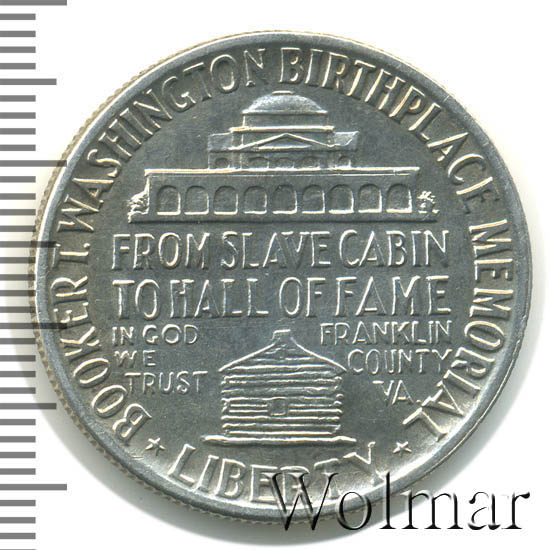 BOOKER T. WASHINGTON BIRTHPLACE MEMORIAL
FROM SLAVE CABIN
TO HALL OF FAME
IN GOD
WE
TRUST
FRANKLIN
COUNTY
VA.
★ LIBERTY ★
Wolmar